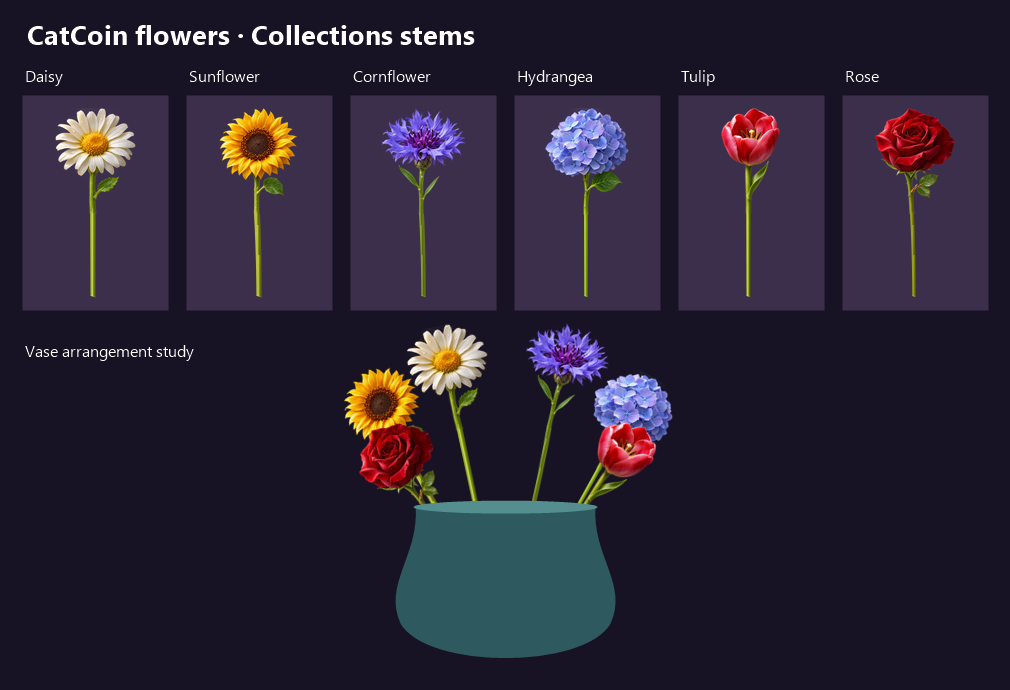 CatCoin flowers · Collections stems
Daisy
Sunflower
Cornflower
Hydrangea
Tulip
Rose
Vase arrangement study